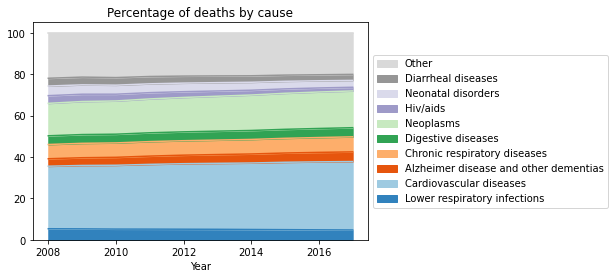 Percentage of deaths by cause
100
80
60
40
20
0
2008
2010
2012
2014
2016
Year
Other
Diarrheal diseases
Neonatal disorders
Hiv/aids
Neoplasms
Digestive diseases
Chronic respiratory diseases
Alzheimer disease and other dementias
Cardiovascular diseases
Lower respiratory infections